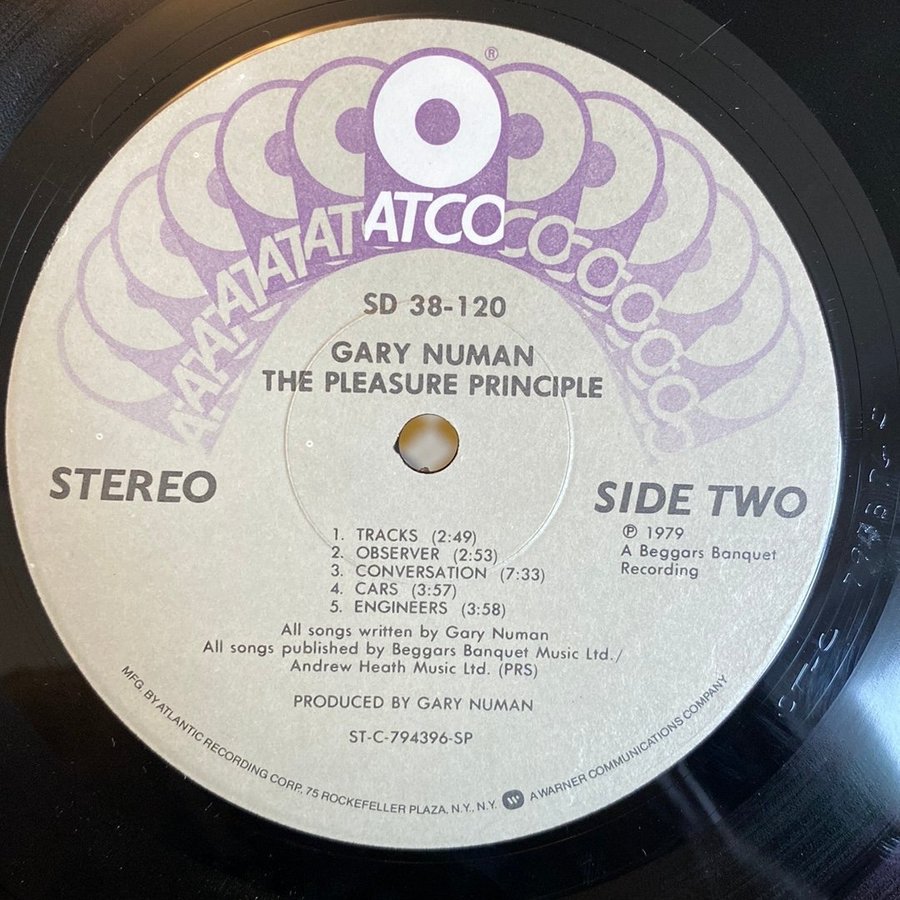 ®
ATCO
SD 38-120
GARY NUMAN
THE PLEASURE PRINCIPLE
STEREO
SIDE TWO
℗ 1979
A Beggars Banquet
Recording
1. TRACKS (2:49)
2. OBSERVER (2:53)
3. CONVERSATION (7:33)
4. CARS (3:57)
5. ENGINEERS (3:58)
All songs written by Gary Numan
All songs published by Beggars Banquet Music Ltd./
Andrew Heath Music Ltd. (PRS)
PRODUCED BY GARY NUMAN
ST-C-794396-SP
MFG. BY ATLANTIC RECORDING CORP., 75 ROCKEFELLER PLAZA, N.Y., N.Y. A WARNER COMMUNICATIONS COMPANY